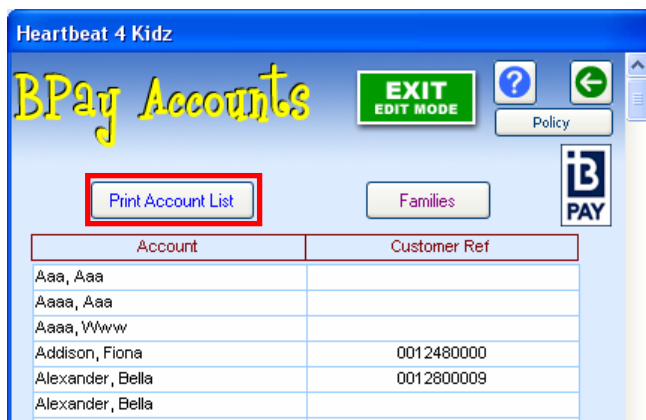 Heartbeat 4 Kidz
BPay Accounts
EXIT
EDIT MODE
?
Policy
B
PAY
Print Account List
Families
Account
Customer Ref
Aaa, Aaa
Aaaa, Aaa
Aaaa, Www
Addison, Fiona
0012480000
Alexander, Bella
0012800009
Alexander, Bella